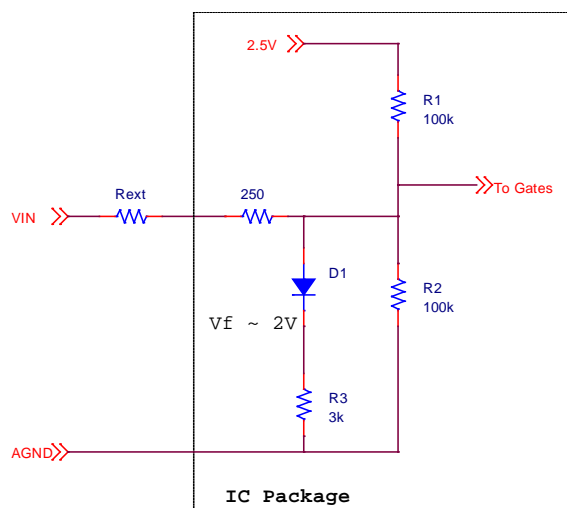 2.5V
R1
100k
To Gates
Rext
250
VIN
D1
R2
100k
Vf ~ 2V
R3
3k
AGND
IC Package